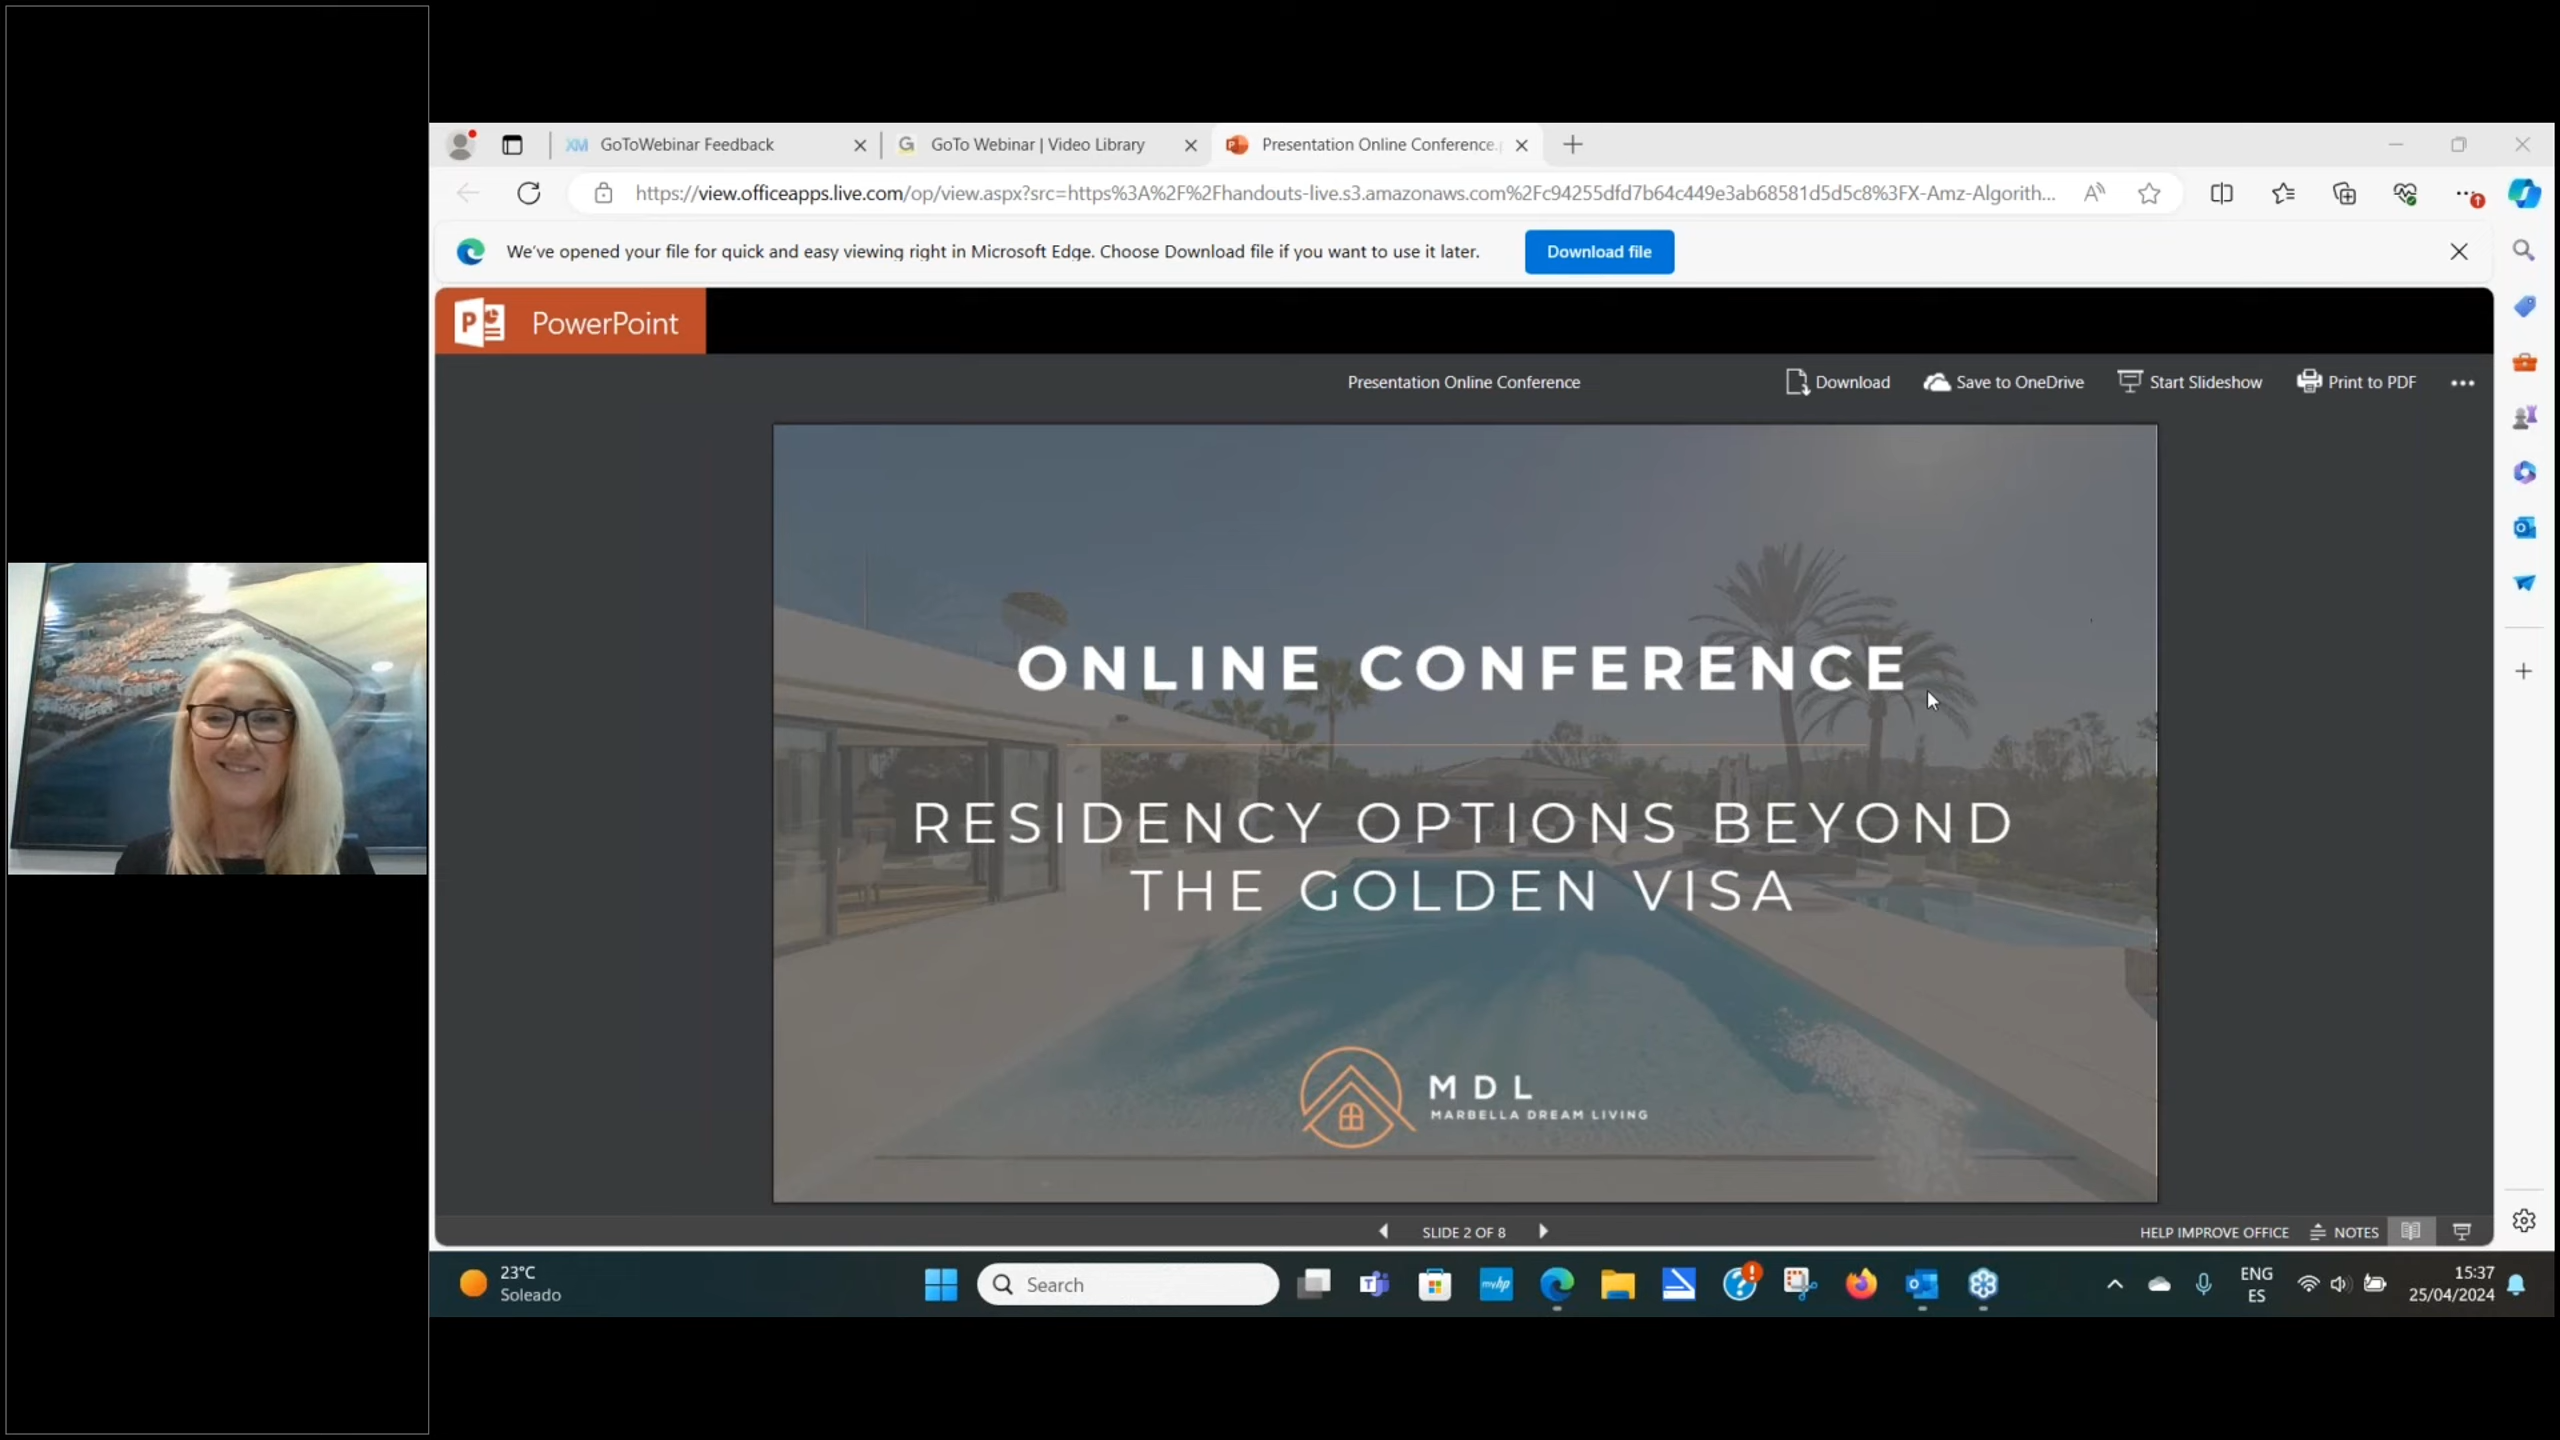 XM GoToWebinar Feedback
G GoTo Webinar | Video Library
Presentation Online Conference.
https://view.officeapps.live.com/op/view.aspx?src=https%3A%2F%2Fhandouts-live.s3.amazonaws.com%2Fc94255dfd7b64c449e3ab68581d5d5c8%3FX-Amz-Algorith...
We've opened your file for quick and easy viewing right in Microsoft Edge. Choose Download file if you want to use it later.
Download file
PowerPoint
Presentation Online Conference
Download
Save to OneDrive
Start Slideshow
Print to PDF
ONLINE CONFERENCE
RESIDENCY OPTIONS BEYOND
THE GOLDEN VISA
MDL
MARBELLA DREAM LIVING
SLIDE 2 OF 8
HELP IMPROVE OFFICE
NOTES
23°C
Soleado
Search
myhp
ENG
ES
15:37
25/04/2024